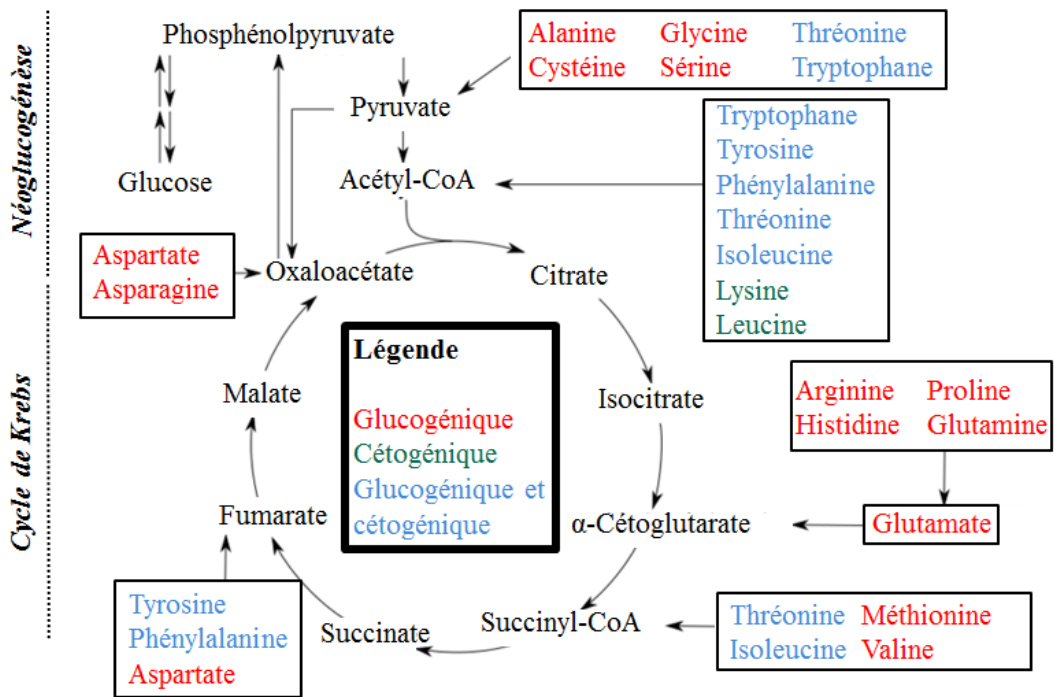 Néoglucogénèse
Cycle de Krebs
Phosphénolpyruvate
Alanine Glycine Thréonine
Cystéine Sérine Tryptophane
Pyruvate
Glucose
Acétyl-CoA
Tryptophane
Tyrosine
Phénylalanine
Thréonine
Isoleucine
Lysine
Leucine
Aspartate
Asparagine
Oxaloacétate
Citrate
Légende
Glucogénique
Cétogénique
Glucogénique et
cétogénique
Malate
Isocitrate
Arginine Proline
Histidine Glutamine
Fumarate
α-Cétoglutarate
Glutamate
Tyrosine
Phénylalanine
Aspartate
Succinate
Succinyl-CoA
Thréonine Méthionine
Isoleucine Valine